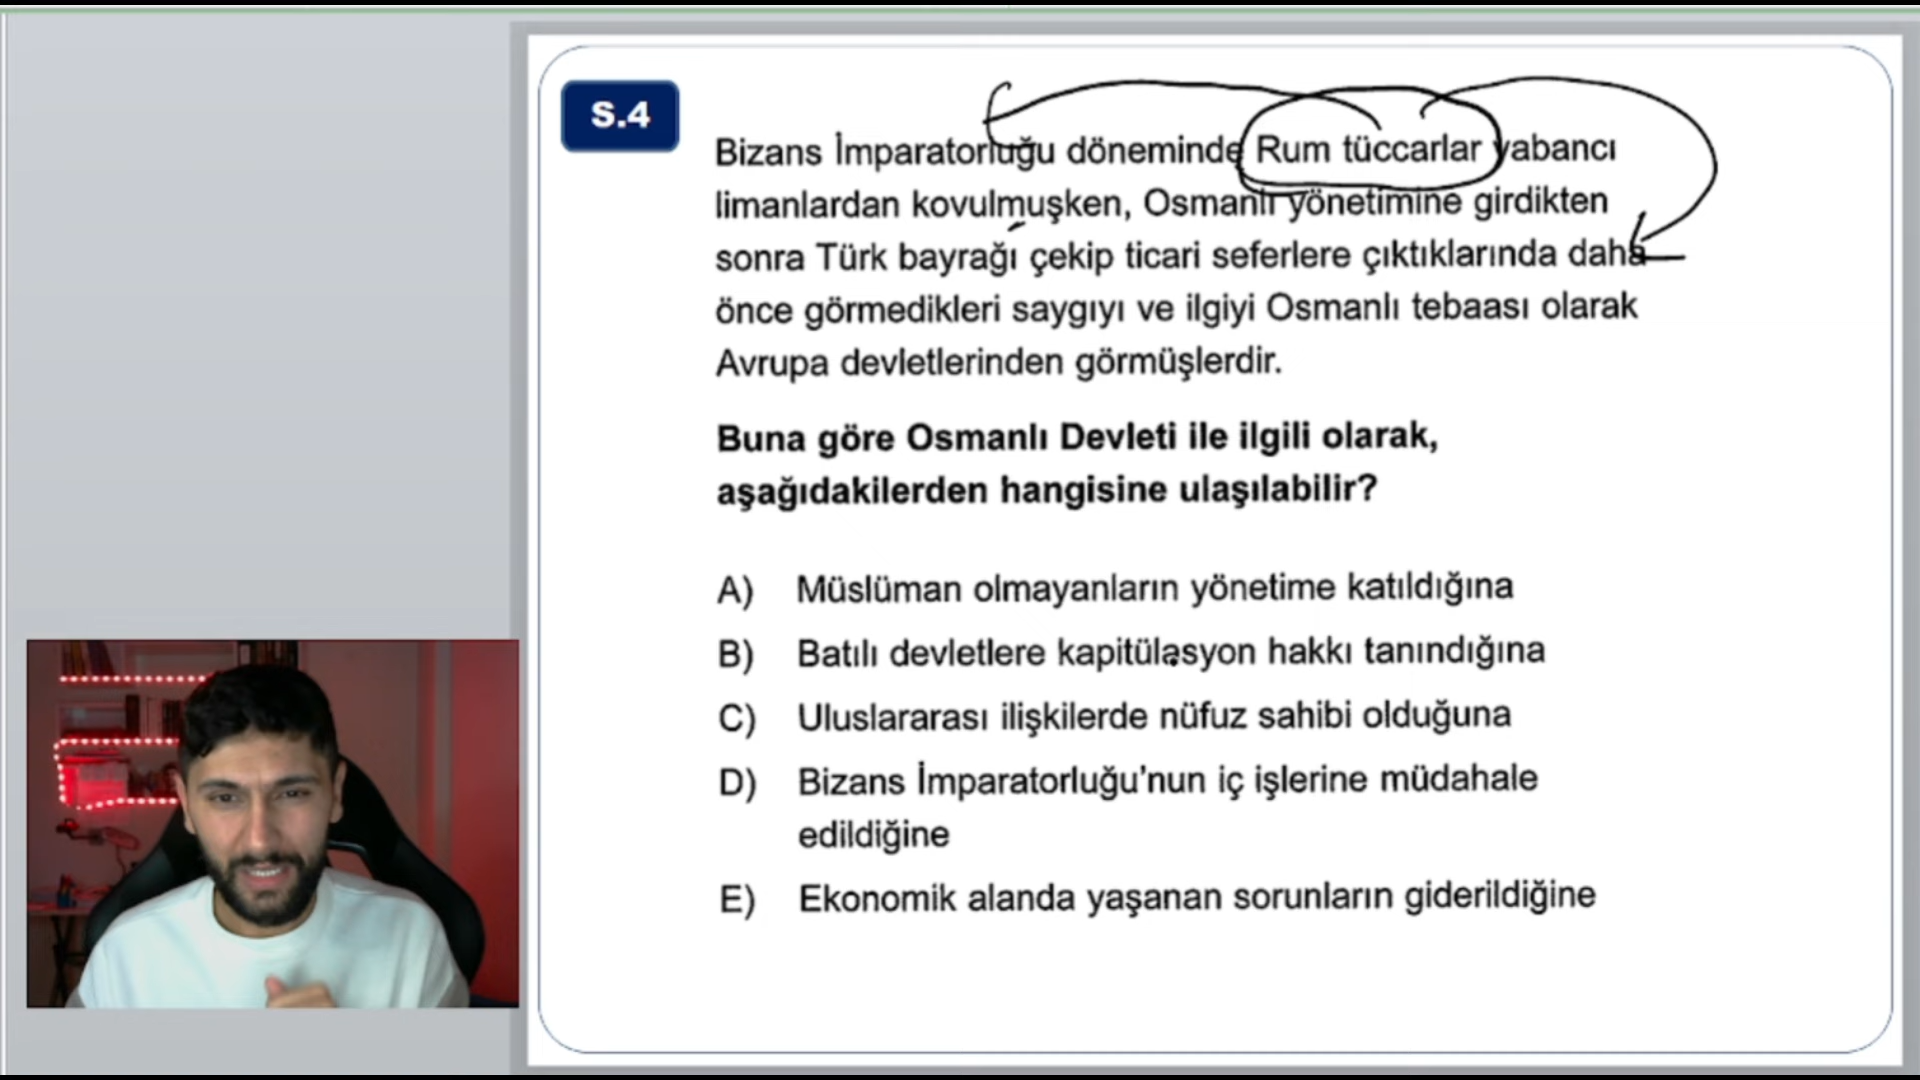 S.4
Bizans İmparatorluğu döneminde Rum tüccarlar yabancı
limanlardan kovulmuşken, Osmanlı yönetimine girdikten
sonra Türk bayrağı çekip ticari seferlere çıktıklarında daha
önce görmedikleri saygıyı ve ilgiyi Osmanlı tebaası olarak
Avrupa devletlerinden görmüşlerdir.
Buna göre Osmanlı Devleti ile ilgili olarak,
aşağıdakilerden hangisine ulaşılabilir?
A) Müslüman olmayanların yönetime katıldığına
B) Batılı devletlere kapitülasyon hakkı tanındığına
C) Uluslararası ilişkilerde nüfuz sahibi olduğuna
D) Bizans İmparatorluğu'nun iç işlerine müdahale
edildiğine
E) Ekonomik alanda yaşanan sorunların giderildiğine